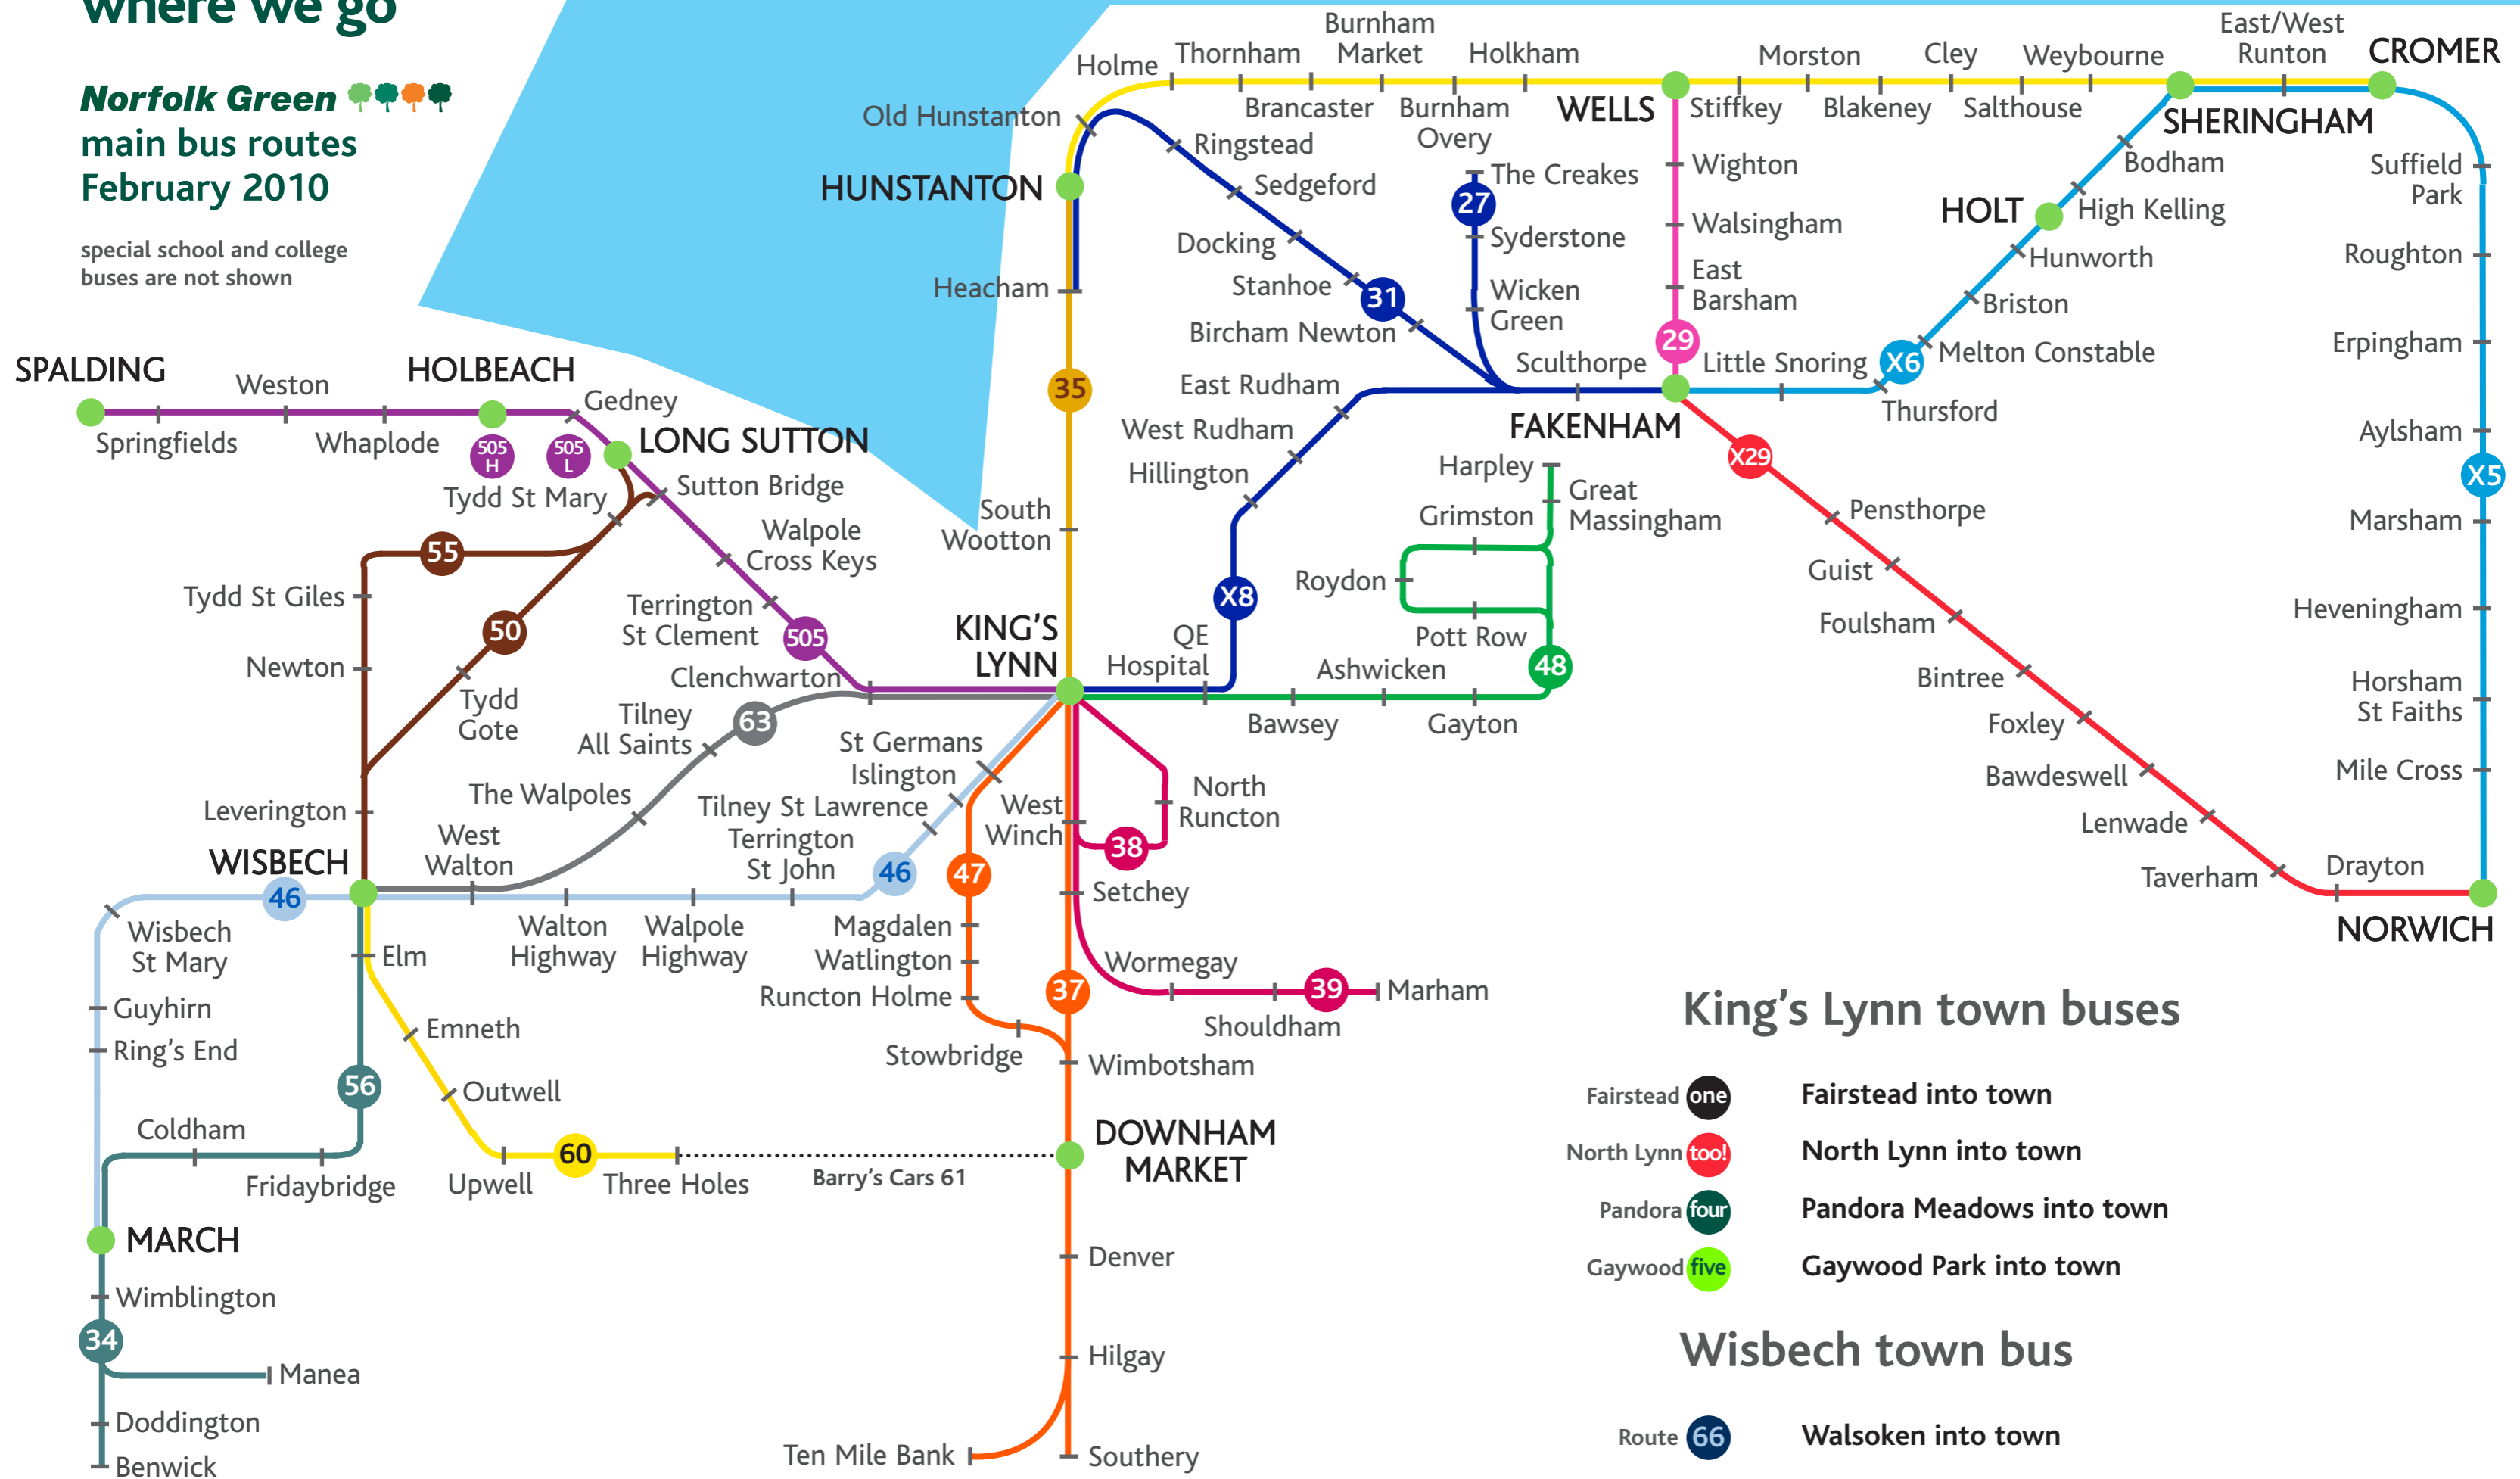 where we go
Norfolk Green
main bus routes
February 2010
special school and college
buses are not shown
Holme
Thornham
Brancaster
Burnham
Market
Burnham
Overy
Holkham
WELLS
Stiffkey
Morston
Blakeney
Cley
Salthouse
Weybourne
SHERINGHAM
East/West
Runton
CROMER
Old Hunstanton
HUNSTANTON
Heacham
35
South
Wootton
KING'S
LYNN
Ringstead
Sedgeford
Docking
Stanhoe
31
Bircham Newton
The Creakes
27
Syderstone
Wicken
Green
Sculthorpe
Wighton
Walsingham
East
Barsham
29
FAKENHAM
Little Snoring
Thursford
X6
Melton Constable
Briston
Hunworth
HOLT
High Kelling
Bodham
Suffield
Park
Roughton
Erpingham
Aylsham
X5
Marsham
Heveningham
Horsham
St Faiths
Mile Cross
NORWICH
X29
Pensthorpe
Guist
Foulsham
Bintree
Foxley
Bawdeswell
Lenwade
Taverham
Drayton
East Rudham
West Rudham
Hillington
X8
QE
Hospital
Harpley
Great
Massingham
Grimston
Roydon
Pott Row
48
Bawsey
Ashwicken
Gayton
SPALDING
Springfields
Weston
Whaplode
HOLBEACH
505
H
505
L
Gedney
LONG SUTTON
Tydd St Mary
Sutton Bridge
Walpole
Cross Keys
Terrington
St Clement
505
Clenchwarton
55
50
Tydd St Giles
Newton
Tydd
Gote
Leverington
WISBECH
63
Tilney
All Saints
The Walpoles
West
Walton
St Germans
Islington
Tilney St Lawrence
Terrington
St John
46
46
Walton
Highway
Walpole
Highway
Wisbech
St Mary
Guyhirn
Ring's End
Elm
Emneth
Outwell
Upwell
60
Three Holes
Barry's Cars 61
56
Coldham
Fridaybridge
MARCH
Wimblington
34
Manea
Doddington
Benwick
47
Magdalen
Watlington
Runcton Holme
Stowbridge
West
Winch
North
Runcton
38
Setchey
Wormegay
Shouldham
39
Marham
37
Wimbotsham
DOWNHAM
MARKET
Denver
Hilgay
Ten Mile Bank
Southery
King's Lynn town buses
Fairstead one Fairstead into town
North Lynn too! North Lynn into town
Pandora four Pandora Meadows into town
Gaywood five Gaywood Park into town
Wisbech town bus
Route 66 Walsoken into town